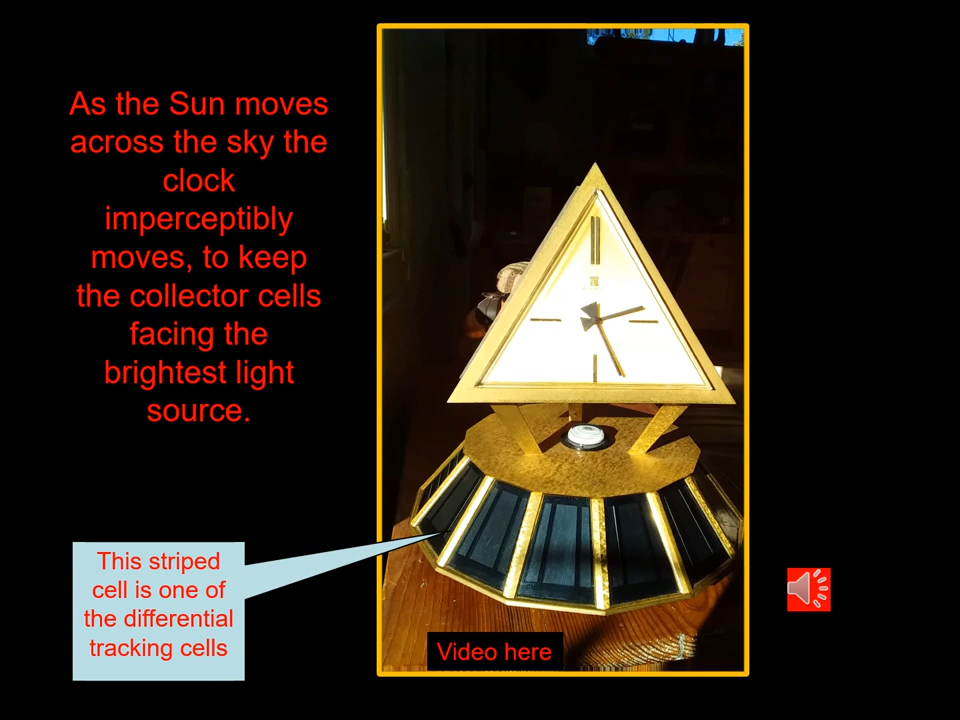 As the Sun moves
across the sky the
clock
imperceptibly
moves, to keep
the collector cells
facing the
brightest light
source.
This striped
cell is one of
the differential
tracking cells
Video here